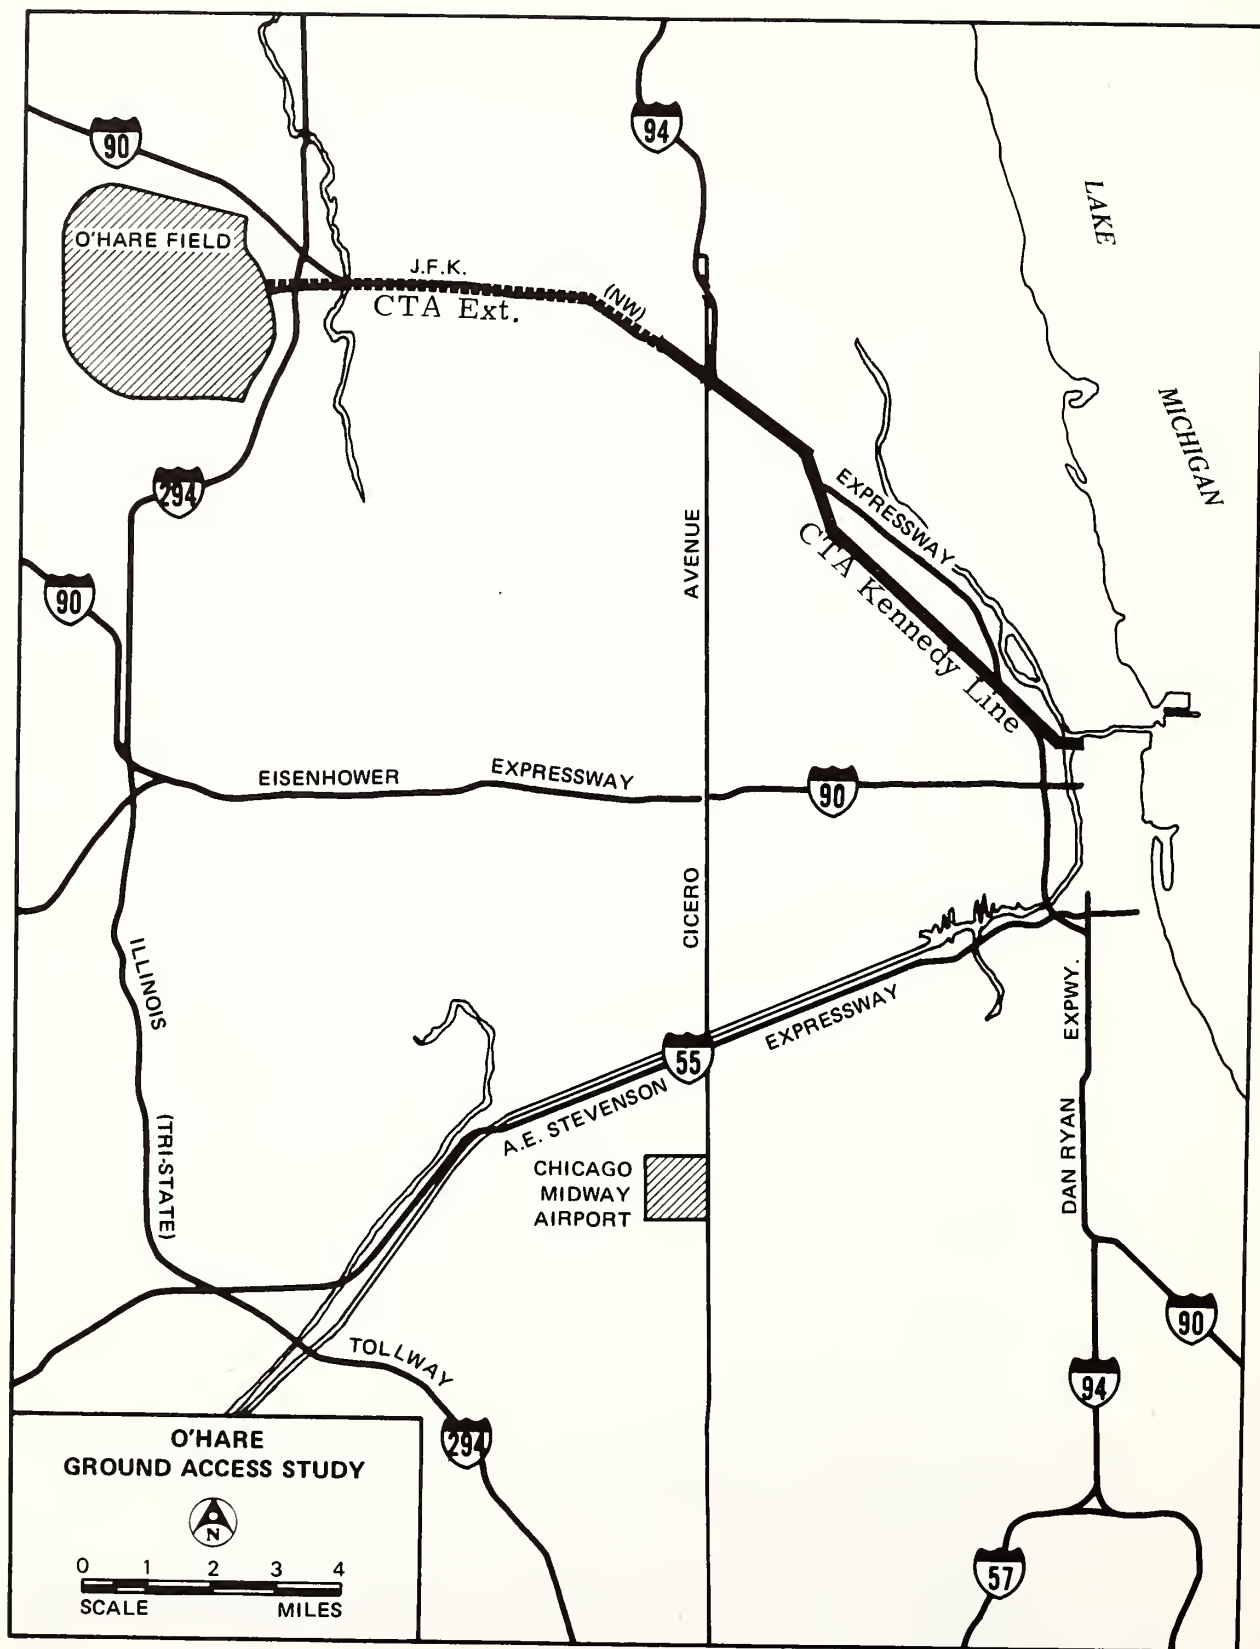 90
94
LAKE
O'HARE FIELD
J.F.K.
(NW)
CTA Ext.
MICHIGAN
294
EXPRESSWAY
AVENUE
CTA Kennedy Line
90
EISENHOWER
EXPRESSWAY
90
CICERO
ILLINOIS
EXPWY.
EXPRESSWAY
55
A.E. STEVENSON
DAN RYAN
(TRI-STATE)
CHICAGO
MIDWAY
AIRPORT
90
TOLLWAY
94
294
O'HARE
GROUND ACCESS STUDY
N
0 1 2 3 4
SCALE MILES
57